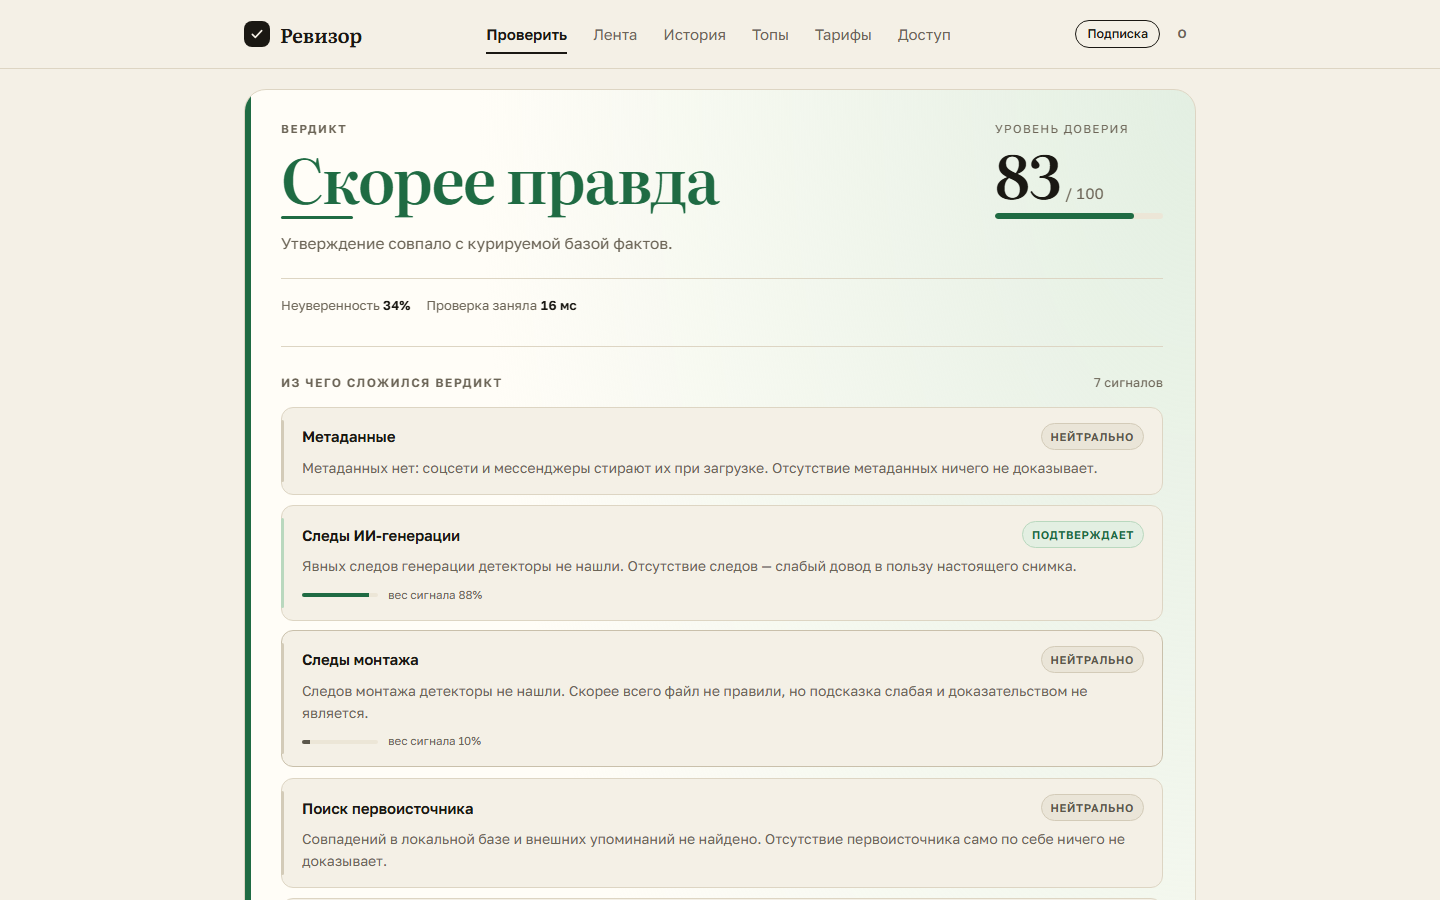 Ревизор
Проверить
Лента
История
Топы
Тарифы
Доступ
Подписка
О
ВЕРДИКТ
Скорее правда
Утверждение совпало с курируемой базой фактов.
УРОВЕНЬ ДОВЕРИЯ
83 / 100
Неуверенность 34% Проверка заняла 16 мс
ИЗ ЧЕГО СЛОЖИЛСЯ ВЕРДИКТ
7 сигналов
Метаданные
НЕЙТРАЛЬНО
Метаданных нет: соцсети и мессенджеры стирают их при загрузке. Отсутствие метаданных ничего не доказывает.
Следы ИИ-генерации
ПОДТВЕРЖДАЕТ
Явных следов генерации детекторы не нашли. Отсутствие следов — слабый довод в пользу настоящего снимка.
вес сигнала 88%
Следы монтажа
НЕЙТРАЛЬНО
Следов монтажа детекторы не нашли. Скорее всего файл не правили, но подсказка слабая и доказательством не
является.
вес сигнала 10%
Поиск первоисточника
НЕЙТРАЛЬНО
Совпадений в локальной базе и внешних упоминаний не найдено. Отсутствие первоисточника само по себе ничего не
доказывает.